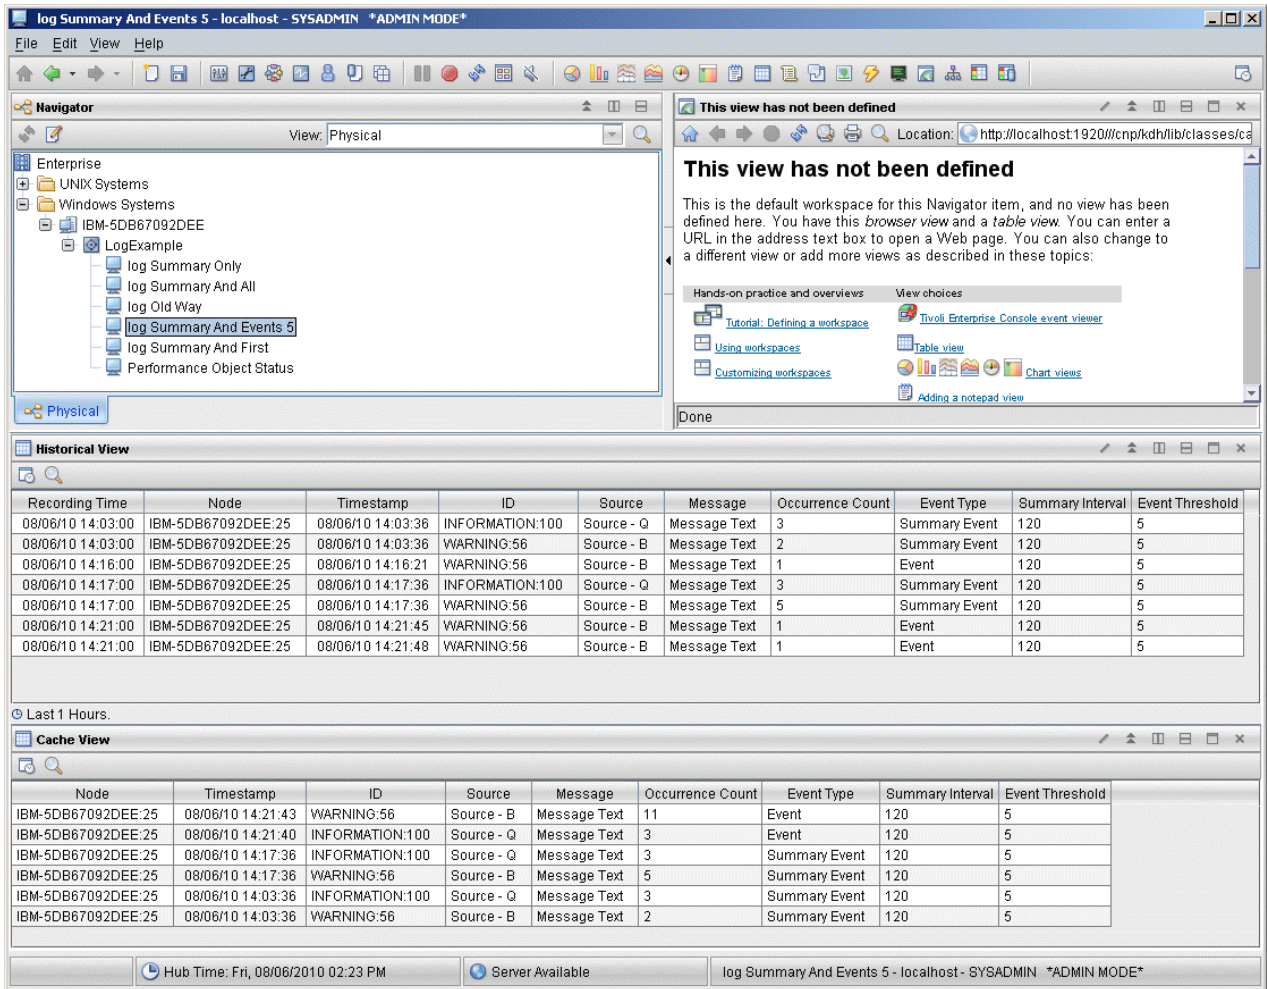 log Summary And Events 5 - localhost - SYSADMIN *ADMIN MODE*
File Edit View Help
Navigator
View: Physical
Enterprise
UNIX Systems
Windows Systems
IBM-5DB67092DEE
LogExample
log Summary Only
log Summary And All
log Old Way
log Summary And Events 5
log Summary And First
Performance Object Status
Physical
This view has not been defined
Location: http://localhost:1920///cnp/kdh/lib/classes/ca
This view has not been defined
This is the default workspace for this Navigator item, and no view has been
defined here. You have this browser view and a table view. You can enter a
URL in the address text box to open a Web page. You can also change to
a different view or add more views as described in these topics:
Hands-on practice and overviews View choices
Tutorial: Defining a workspace Tivoli Enterprise Console event viewer
Using workspaces Table view
Customizing workspaces Chart views
Adding a notepad view
Done
Historical View
Recording Time Node Timestamp ID Source Message Occurrence Count Event Type Summary Interval Event Threshold
08/06/10 14:03:00 IBM-5DB67092DEE:25 08/06/10 14:03:36 INFORMATION:100 Source - Q Message Text 3 Summary Event 120 5
08/06/10 14:03:00 IBM-5DB67092DEE:25 08/06/10 14:03:36 WARNING:56 Source - B Message Text 2 Summary Event 120 5
08/06/10 14:16:00 IBM-5DB67092DEE:25 08/06/10 14:16:21 WARNING:56 Source - B Message Text 1 Event 120 5
08/06/10 14:17:00 IBM-5DB67092DEE:25 08/06/10 14:17:36 INFORMATION:100 Source - Q Message Text 3 Summary Event 120 5
08/06/10 14:17:00 IBM-5DB67092DEE:25 08/06/10 14:17:36 WARNING:56 Source - B Message Text 5 Summary Event 120 5
08/06/10 14:21:00 IBM-5DB67092DEE:25 08/06/10 14:21:45 WARNING:56 Source - B Message Text 1 Event 120 5
08/06/10 14:21:00 IBM-5DB67092DEE:25 08/06/10 14:21:48 WARNING:56 Source - B Message Text 1 Event 120 5
Last 1 Hours.
Cache View
Node Timestamp ID Source Message Occurrence Count Event Type Summary Interval Event Threshold
IBM-5DB67092DEE:25 08/06/10 14:21:43 WARNING:56 Source - B Message Text 11 Event 120 5
IBM-5DB67092DEE:25 08/06/10 14:21:40 INFORMATION:100 Source - Q Message Text 3 Event 120 5
IBM-5DB67092DEE:25 08/06/10 14:17:36 INFORMATION:100 Source - Q Message Text 3 Summary Event 120 5
IBM-5DB67092DEE:25 08/06/10 14:17:36 WARNING:56 Source - B Message Text 5 Summary Event 120 5
IBM-5DB67092DEE:25 08/06/10 14:03:36 INFORMATION:100 Source - Q Message Text 3 Summary Event 120 5
IBM-5DB67092DEE:25 08/06/10 14:03:36 WARNING:56 Source - B Message Text 2 Summary Event 120 5
Hub Time: Fri, 08/06/2010 02:23 PM Server Available log Summary And Events 5 - localhost - SYSADMIN *ADMIN MODE*